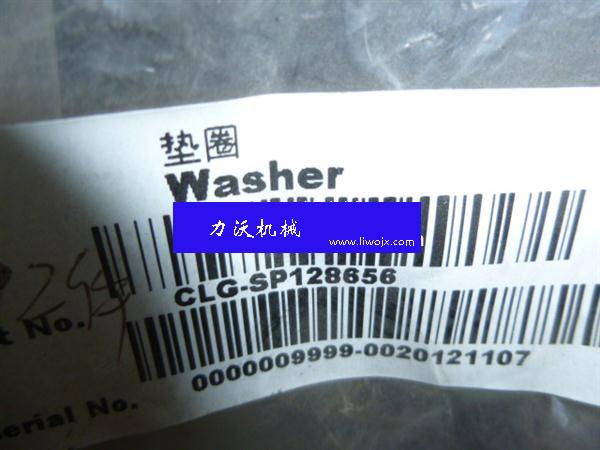 垫圈
Washer
力沃机械
www.liwojx.com
CLG-SP128656
t No.
0000009999-0020121107
erial No.